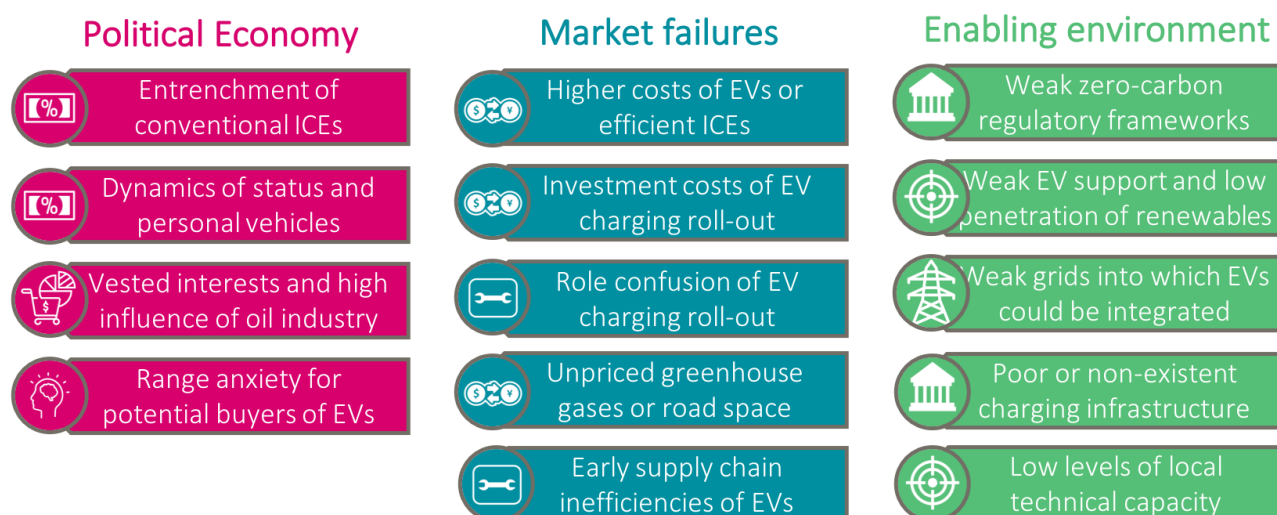 Political Economy
Entrenchment of
conventional ICEs
Dynamics of status and
personal vehicles
Vested interests and high
influence of oil industry
Range anxiety for
potential buyers of EVs
Market failures
Higher costs of EVs or
efficient ICEs
Investment costs of EV
charging roll-out
Role confusion of EV
charging roll-out
Unpriced greenhouse
gases or road space
Early supply chain
inefficiencies of EVs
Enabling environment
Weak zero-carbon
regulatory frameworks
Weak EV support and low
penetration of renewables
Weak grids into which EVs
could be integrated
Poor or non-existent
charging infrastructure
Low levels of local
technical capacity